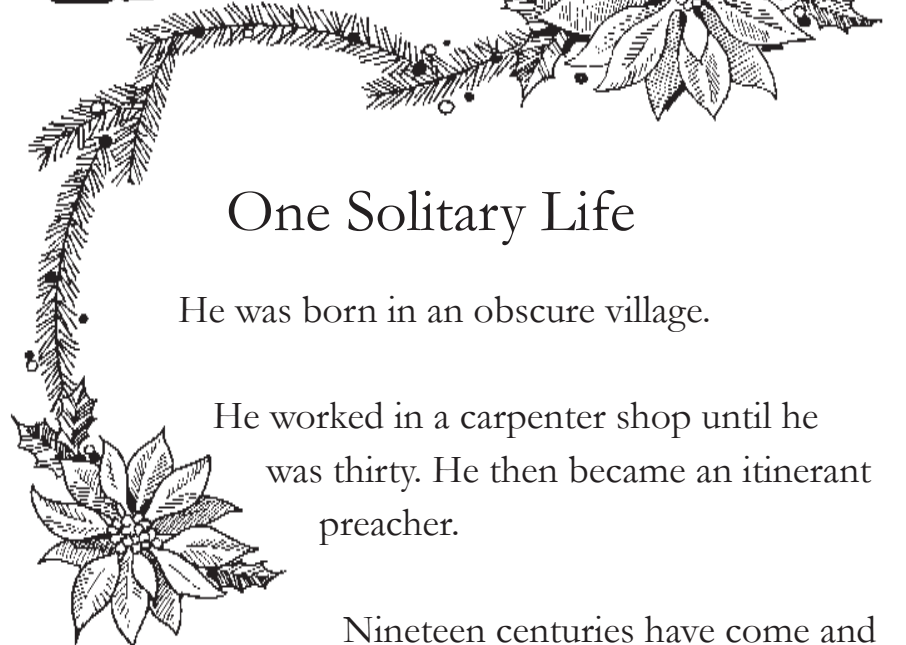 One Solitary Life
He was born in an obscure village.
He worked in a carpenter shop until he
was thirty. He then became an itinerant
preacher.
Nineteen centuries have come and